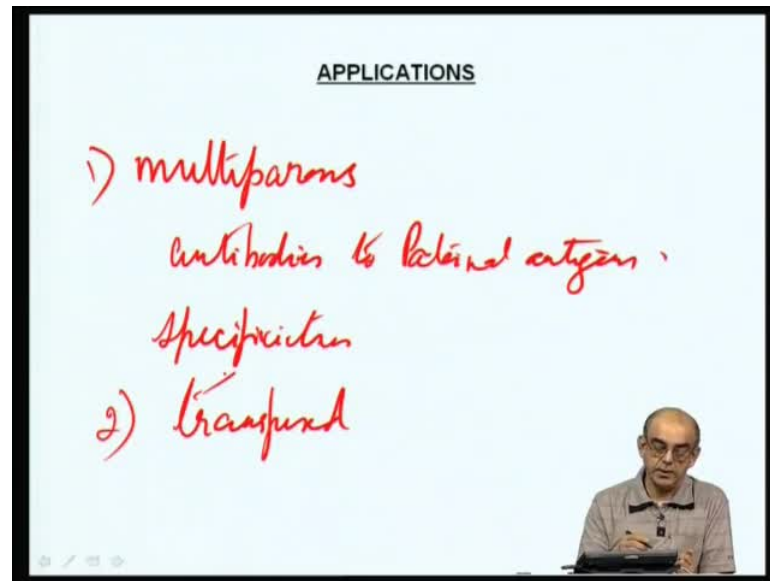 APPLICATIONS
1) multiparous
antibodies to Paternal antigens.
specificities
2) transfused